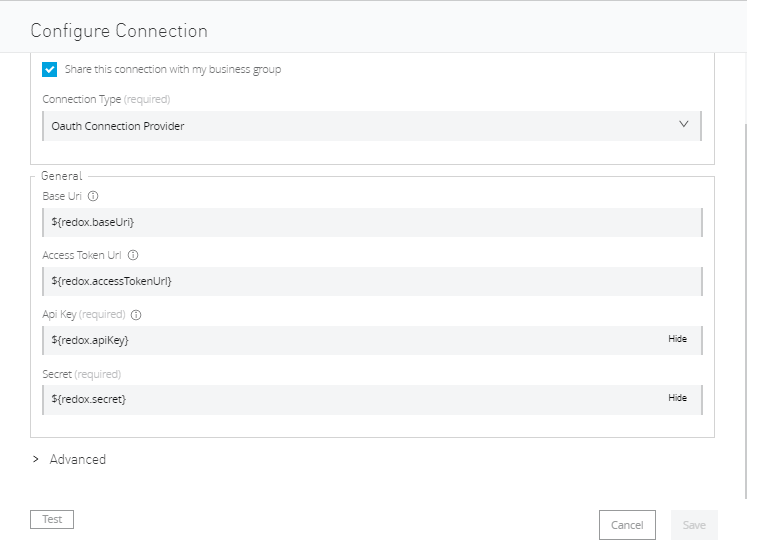 Configure Connection
Share this connection with my business group
Connection Type (required)
Oauth Connection Provider
General
Base Uri
${redox.baseUri}
Access Token Url
${redox.accessTokenUrl}
Api Key (required)
${redox.apiKey}
Hide
Secret (required)
${redox.secret}
Hide
> Advanced
Test
Cancel
Save